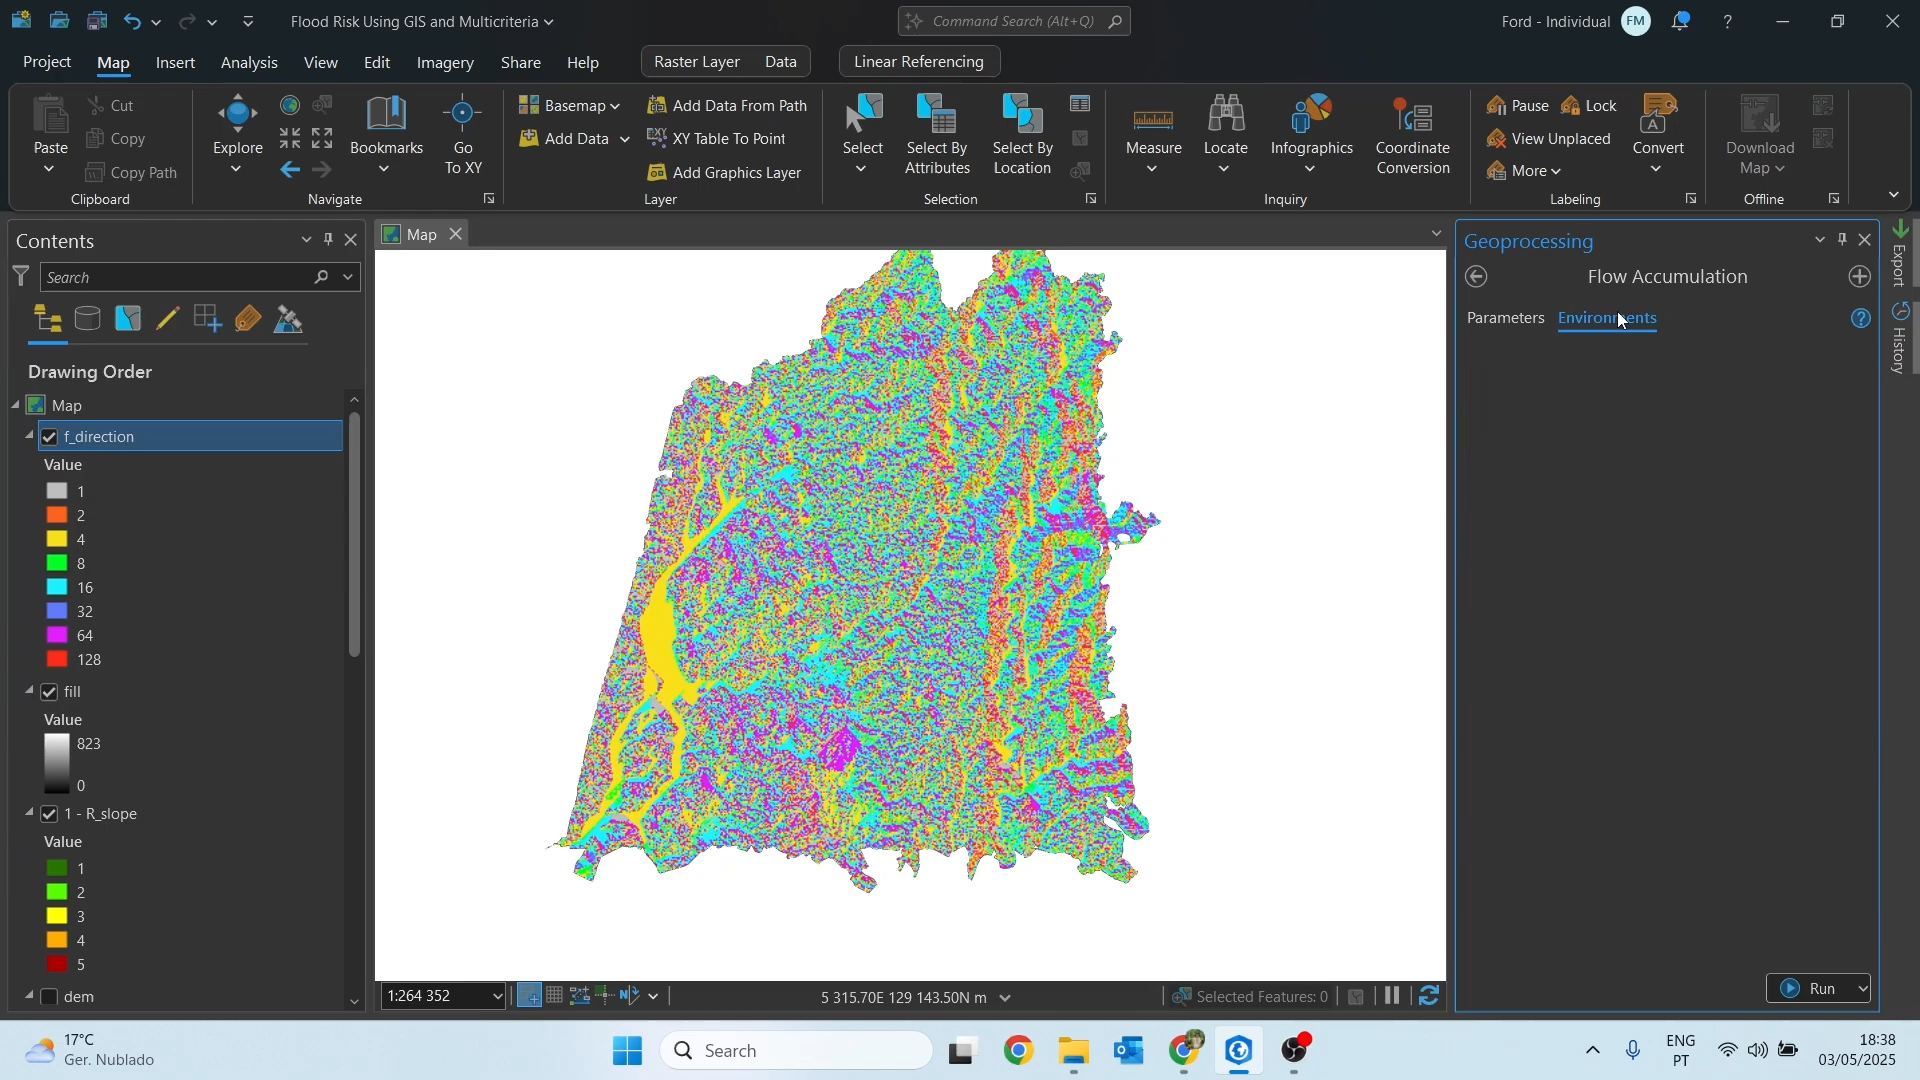 Flood Risk Using GIS and Multicriteria
Command Search (Alt+Q)
Ford - Individual
FM
?
Project
Map
Insert
Analysis
View
Edit
Imagery
Share
Help
Raster Layer
Data
Linear Referencing
Paste
Cut
Copy
Copy Path
Clipboard
Explore
Bookmarks
Go
To XY
Navigate
Basemap
Add Data
Add Data From Path
XY Table To Point
Add Graphics Layer
Layer
Select
Select By
Attributes
Select By
Location
Selection
Measure
Locate
Infographics
Coordinate
Conversion
Inquiry
Pause
Lock
View Unplaced
More
Convert
Labeling
Download
Map
Offline
Contents
Search
Drawing Order
Map
f_direction
Value
1
2
4
8
16
32
64
128
fill
Value
823
0
1 - R_slope
Value
1
2
3
4
5
dem
Map
1:264 352
5 315.70E 129 143.50N m
Selected Features: 0
Geoprocessing
Flow Accumulation
Parameters
Environments
?
Run
Export
History
17°C
Ger. Nublado
Search
ENG
PT
18:38
03/05/2025